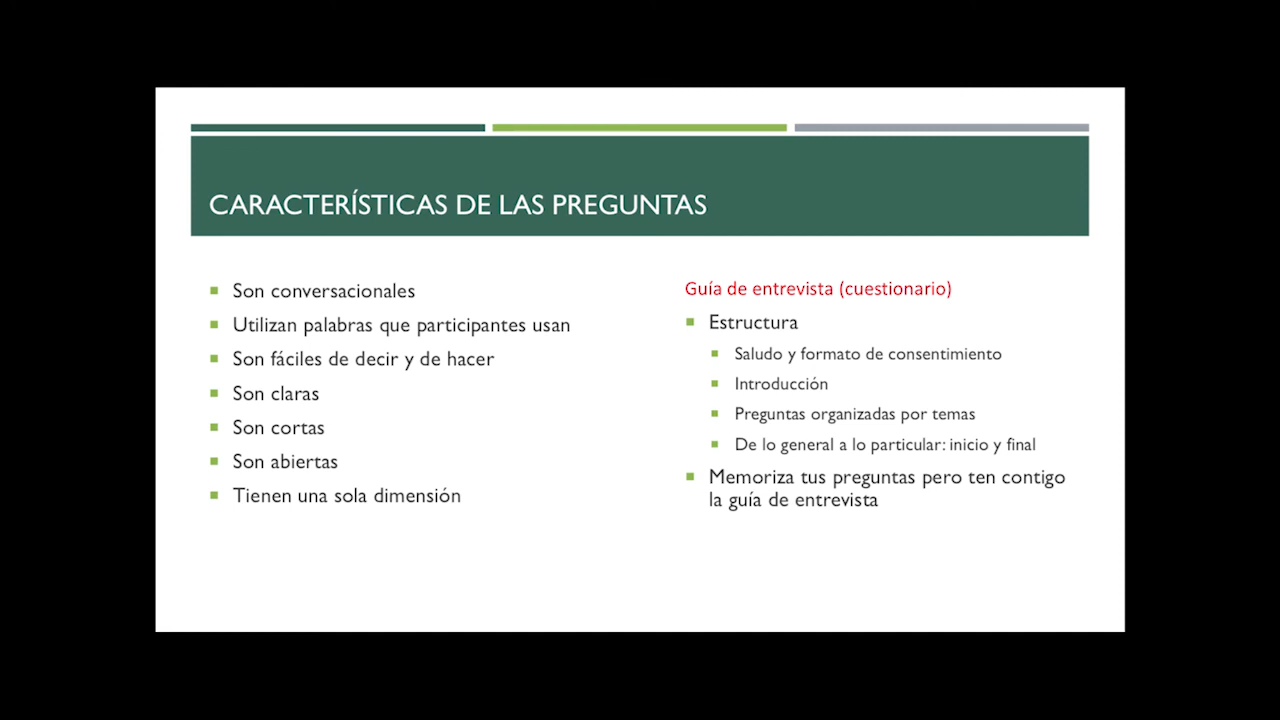 CARACTERÍSTICAS DE LAS PREGUNTAS
Son conversacionales
Utilizan palabras que participantes usan
Son fáciles de decir y de hacer
Son claras
Son cortas
Son abiertas
Tienen una sola dimensión
Guía de entrevista (cuestionario)
Estructura
Saludo y formato de consentimiento
Introducción
Preguntas organizadas por temas
De lo general a lo particular: inicio y final
Memoriza tus preguntas pero ten contigo
la guía de entrevista